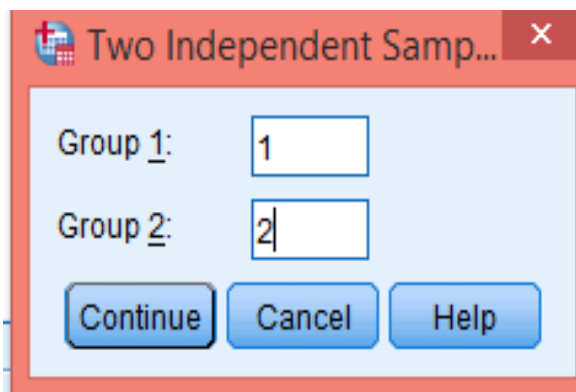 Two Independent Samp...
Group 1: 1
Group 2: 2
Continue Cancel Help